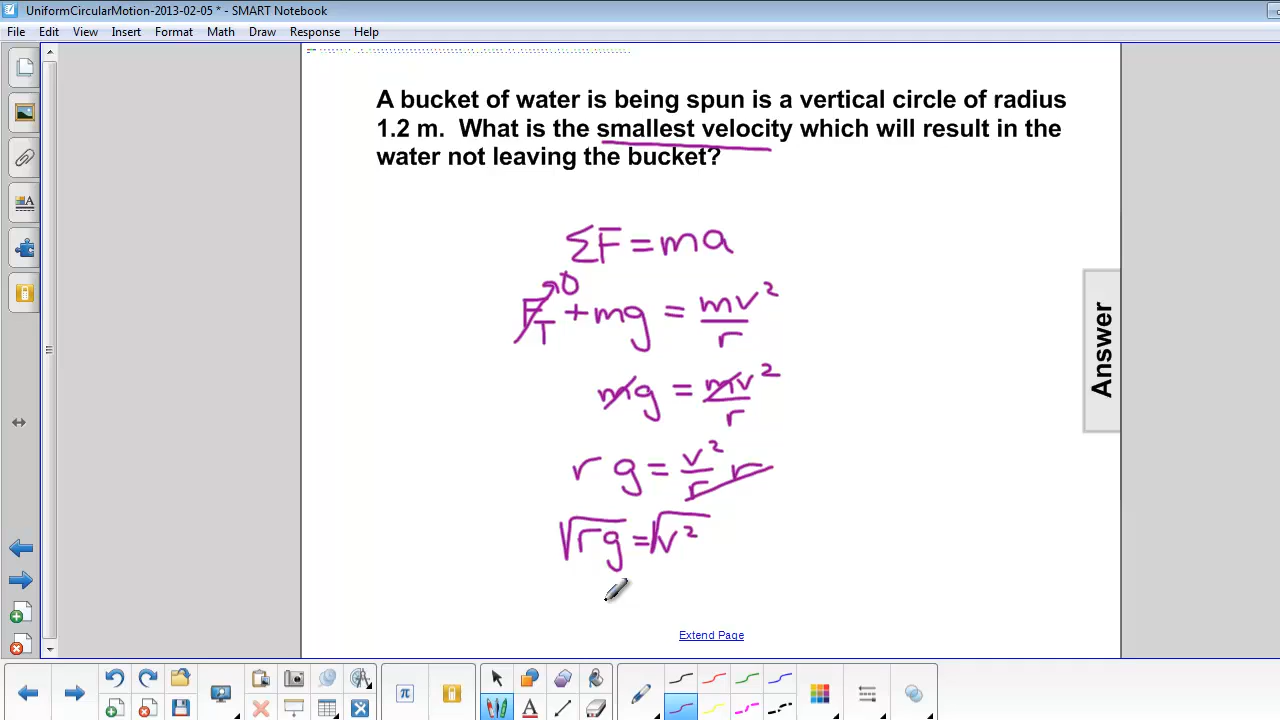 UniformCircularMotion-2013-02-05 * - SMART Notebook
File Edit View Insert Format Math Draw Response Help
A bucket of water is being spun is a vertical circle of radius
1.2 m. What is the smallest velocity which will result in the
water not leaving the bucket?
ΣF = ma
F_T → 0 + mg = mv²/r
mg = mv²/r
r g = v²/r r
√rg = √v²
Answer
Extend Page